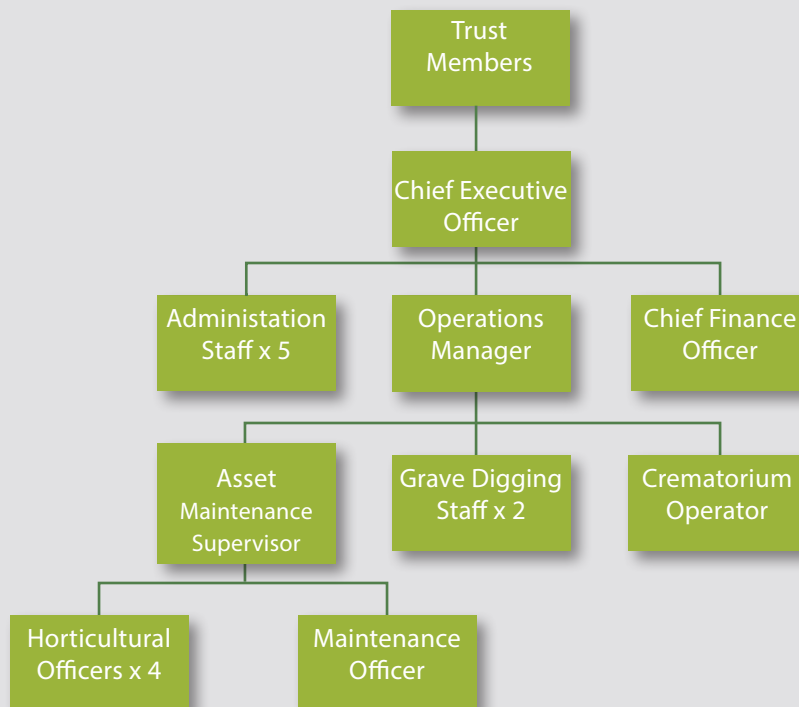 Trust
Members
Chief Executive
Officer
Administation
Staff x 5
Operations
Manager
Chief Finance
Officer
Asset
Maintenance
Supervisor
Grave Digging
Staff x 2
Crematorium
Operator
Horticultural
Officers x 4
Maintenance
Officer